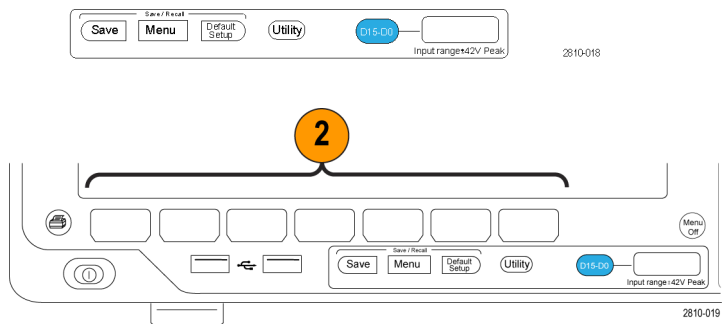 Save / Recall
Save Menu Default Setup Utility D15-D0
Input range±42V Peak
2810-018
2
Menu Off
Save / Recall
Save Menu Default Setup Utility D15-D0
Input range±42V Peak
2810-019